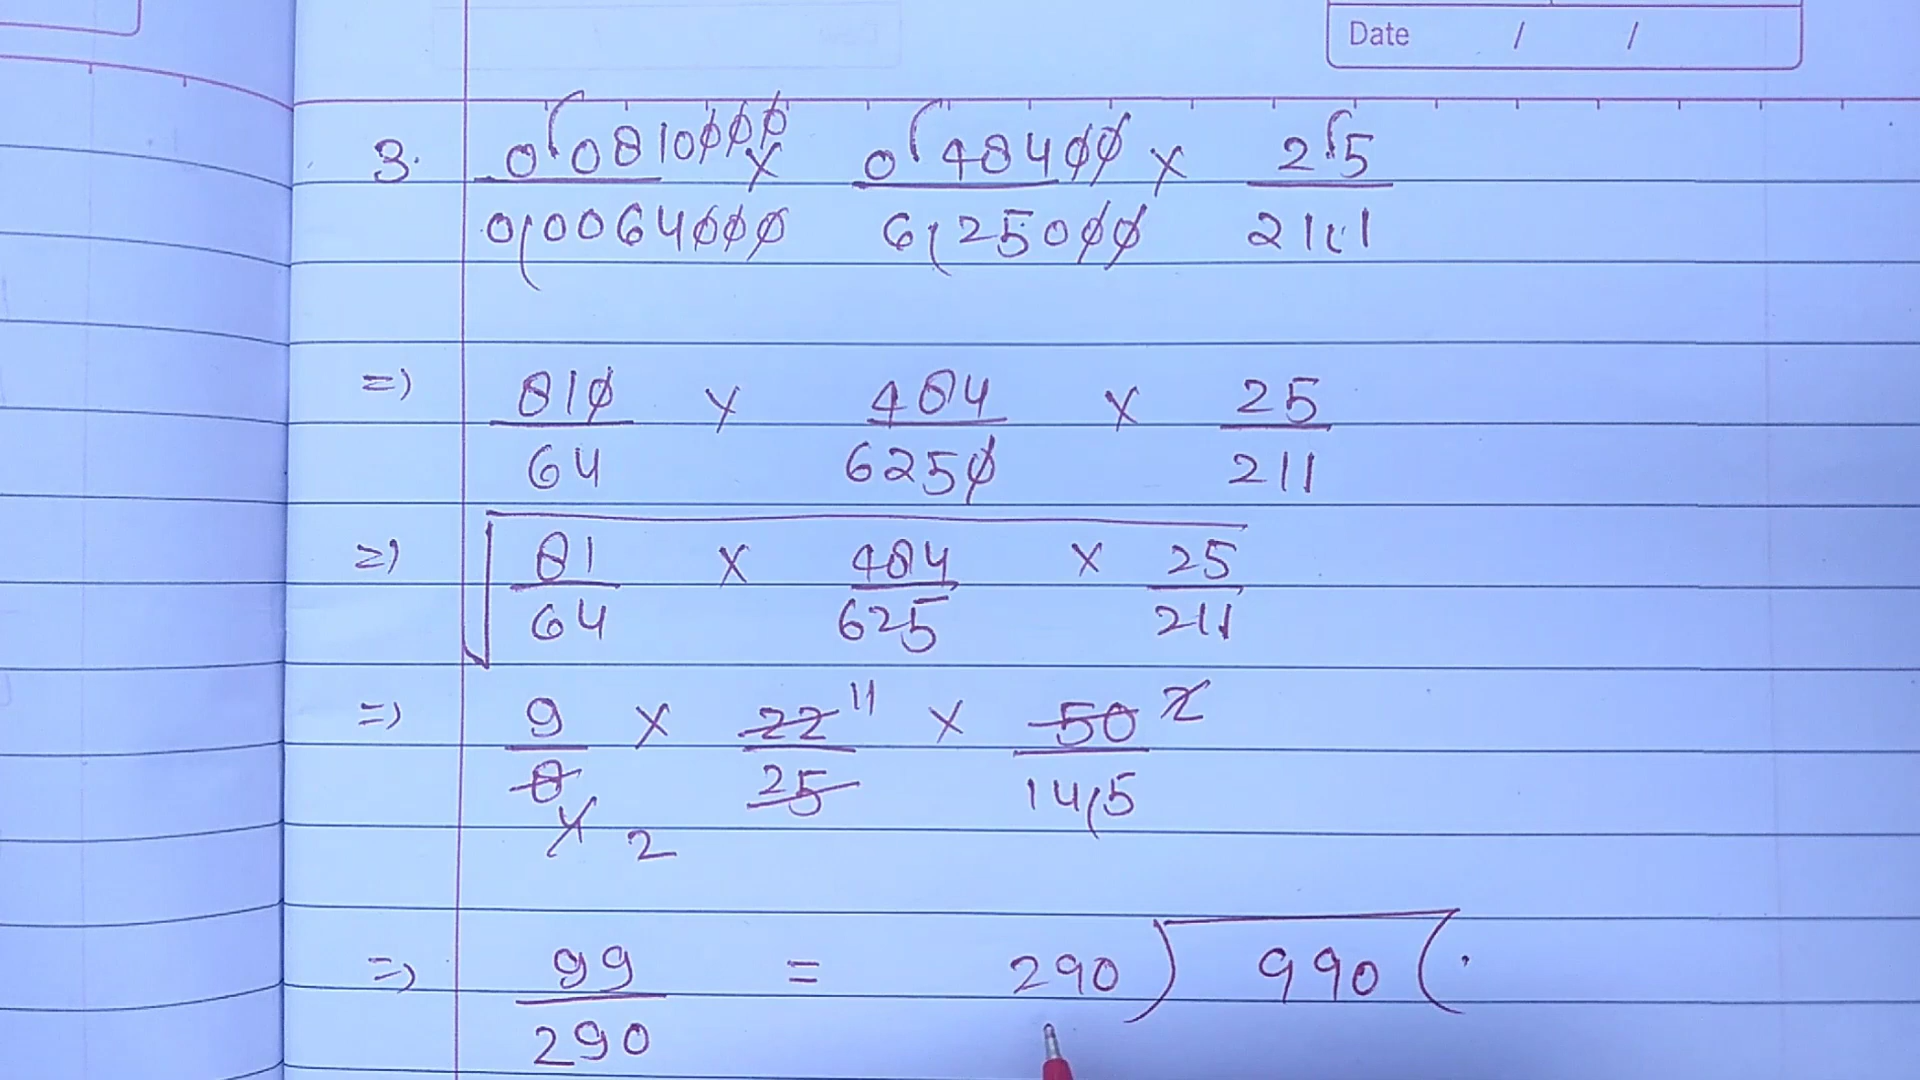 Date / /
3. 0.0810000/0.0064000 × 0.48400/6.25000 × 2.5/21.1
=> 810/64 × 484/6250 × 25/211
=> √ 81/64 × 484/625 × 25/211
=> 9/8 4 2 × 22 11/25 × 50 2/14.5
=> 99/290 = 290 ) 990 ( .